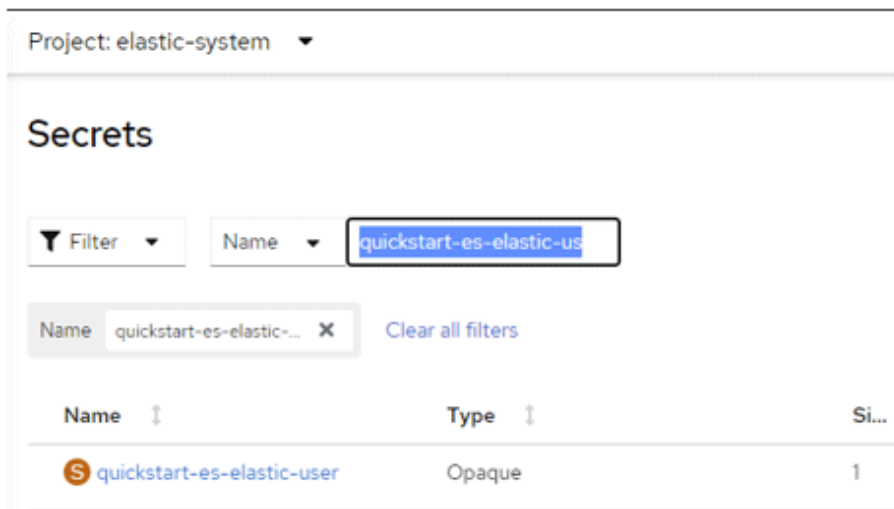 Project: elastic-system
Secrets
Filter Name quickstart-es-elastic-us
Name quickstart-es-elastic-... Clear all filters
Name Type Si...
S quickstart-es-elastic-user Opaque 1